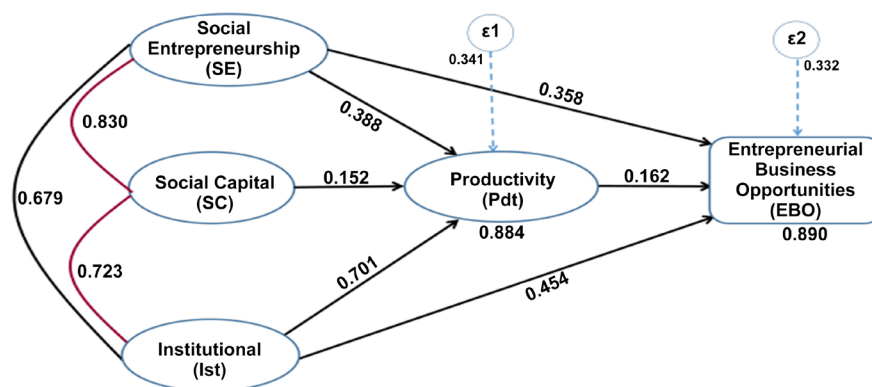 Social
Entrepreneurship
(SE)
ε1
0.341
ε2
0.332
0.358
0.388
0.830
Entrepreneurial
Business
Opportunities
(EBO)
0.890
Social Capital
(SC)
0.152
Productivity
(Pdt)
0.884
0.162
0.679
0.723
0.701
0.454
Institutional
(Ist)